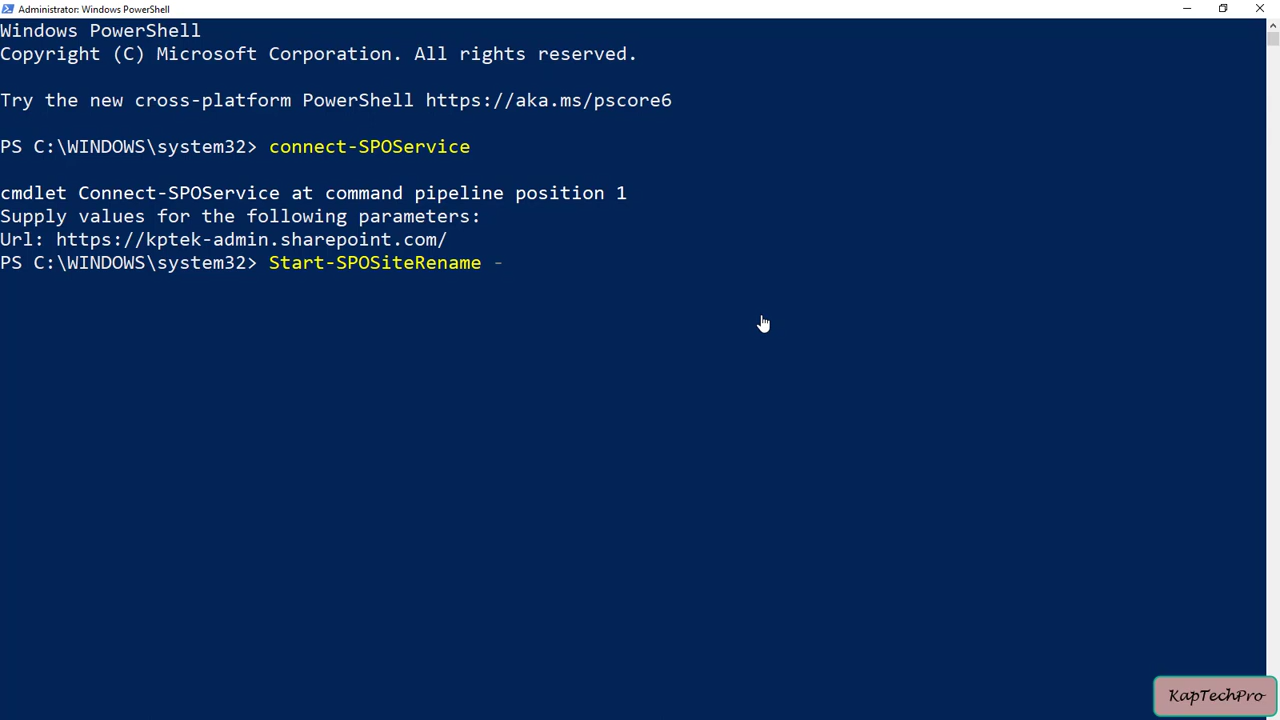 Administrator: Windows PowerShell
Windows PowerShell
Copyright (C) Microsoft Corporation. All rights reserved.
Try the new cross-platform PowerShell https://aka.ms/pscore6
PS C:\WINDOWS\system32> connect-SPOService
cmdlet Connect-SPOService at command pipeline position 1
Supply values for the following parameters:
Url: https://kptek-admin.sharepoint.com/
PS C:\WINDOWS\system32> Start-SPOSiteRename -
KapTechPro